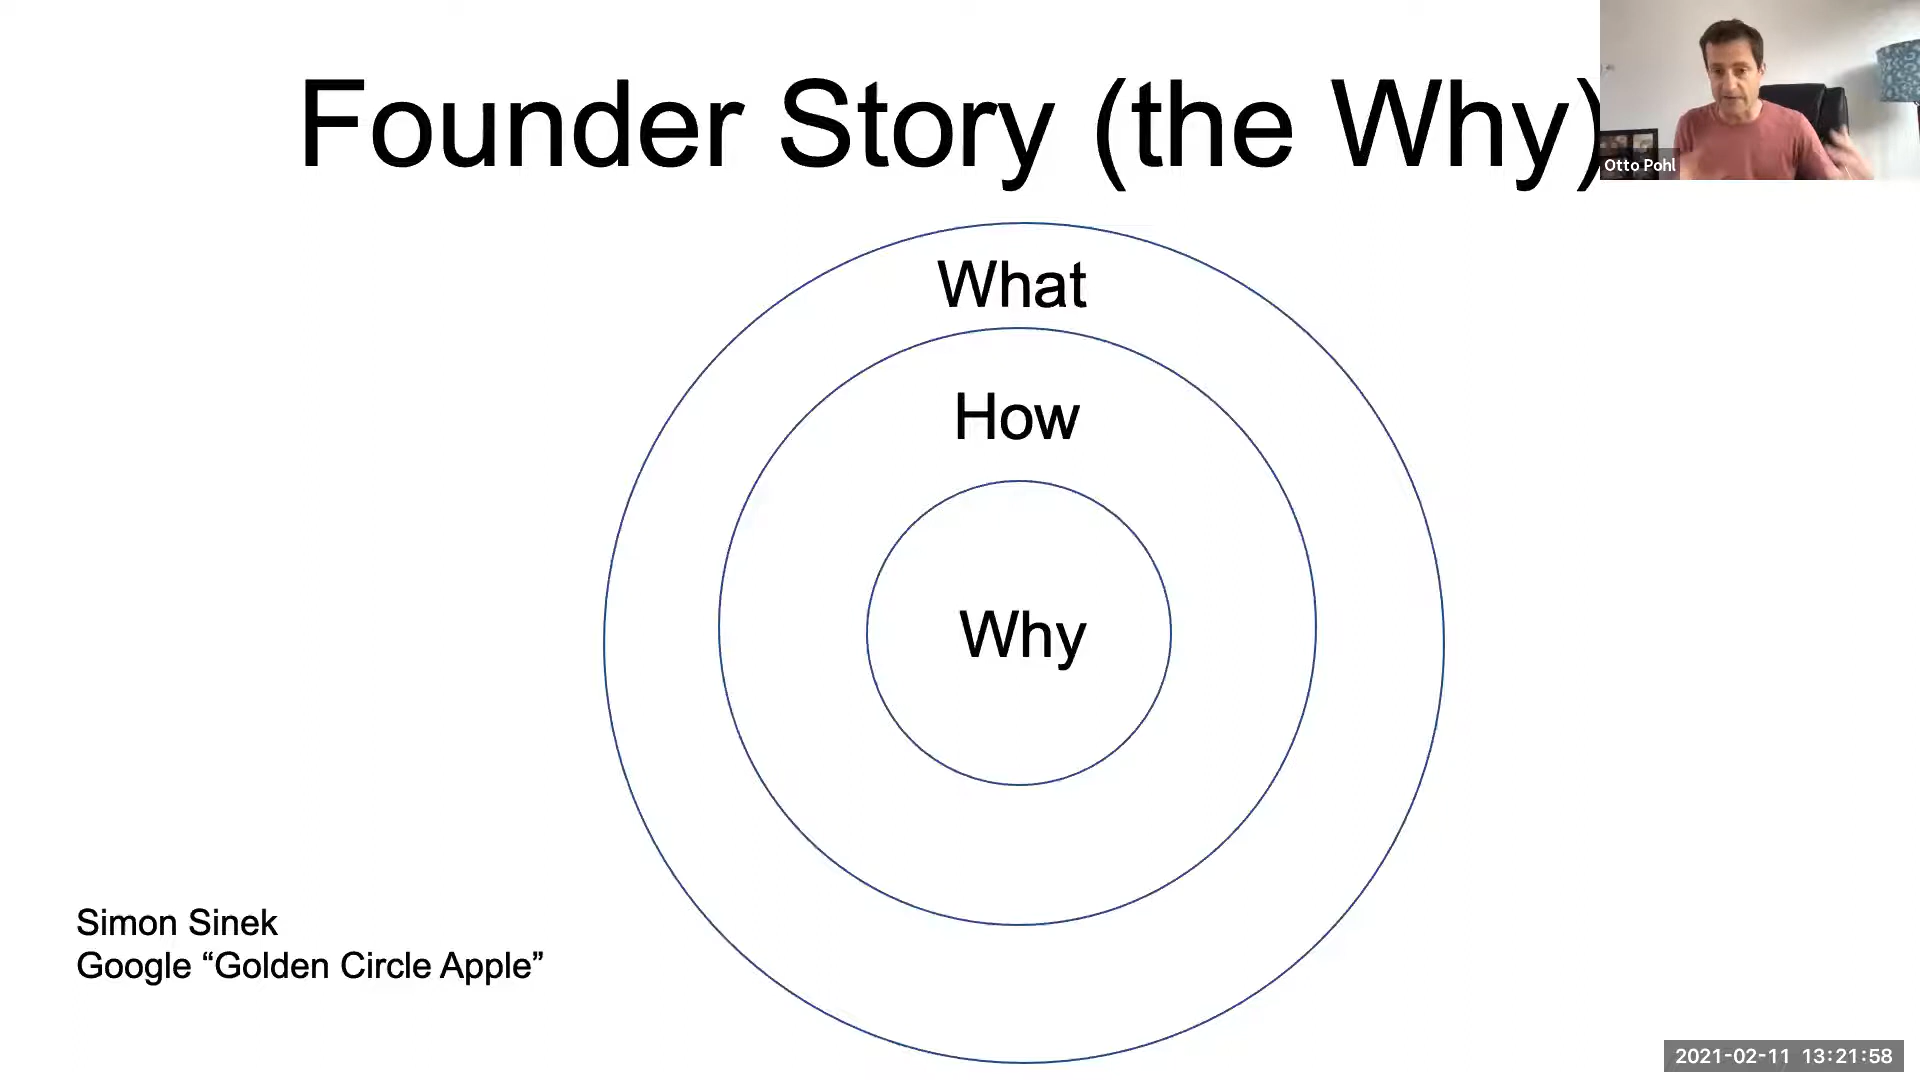 Founder Story (the Why)
Otto Pohl
What
How
Why
Simon Sinek
Google “Golden Circle Apple”
2021-02-11 13:21:58